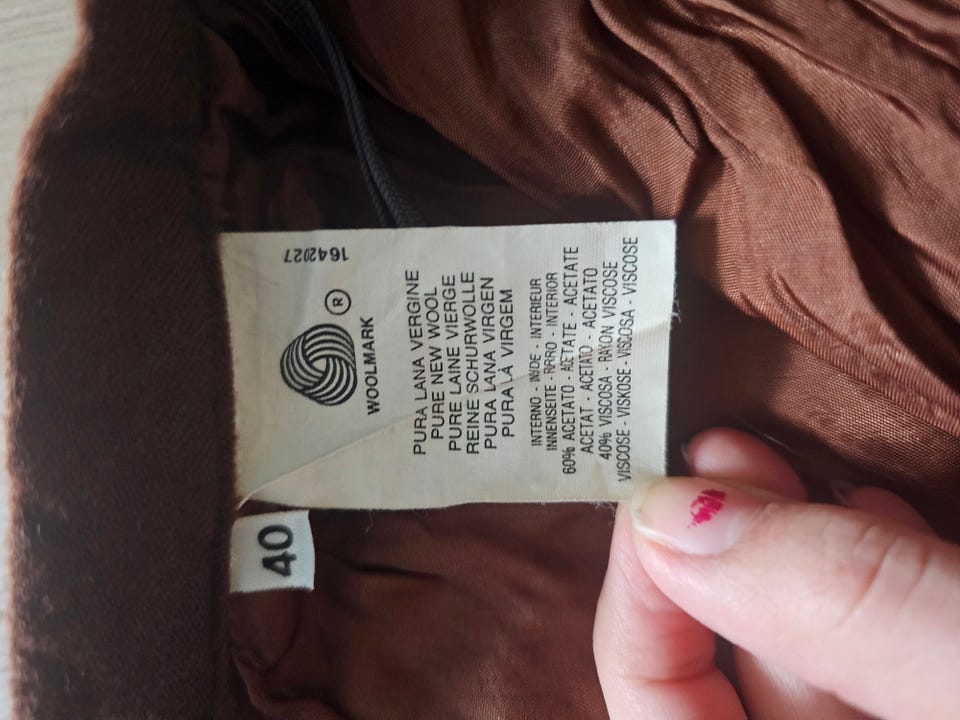 1642027
®
WOOLMARK
PURA LANA VERGINE
PURE NEW WOOL
PURE LAINE VIERGE
REINE SCHURWOLLE
PURA LANA VIRGEN
PURA LÀ VIRGEM
INTERNO - INSIDE - INTERIEUR
INNENSEITE - FORRO - INTERIOR
60% ACETATO - ACETATE - ACETATE
ACETAT - ACETATO - ACETATO
40% VISCOSA - RAYON VISCOSE
VISCOSE - VISKOSE - VISCOSA - VISCOSE
40